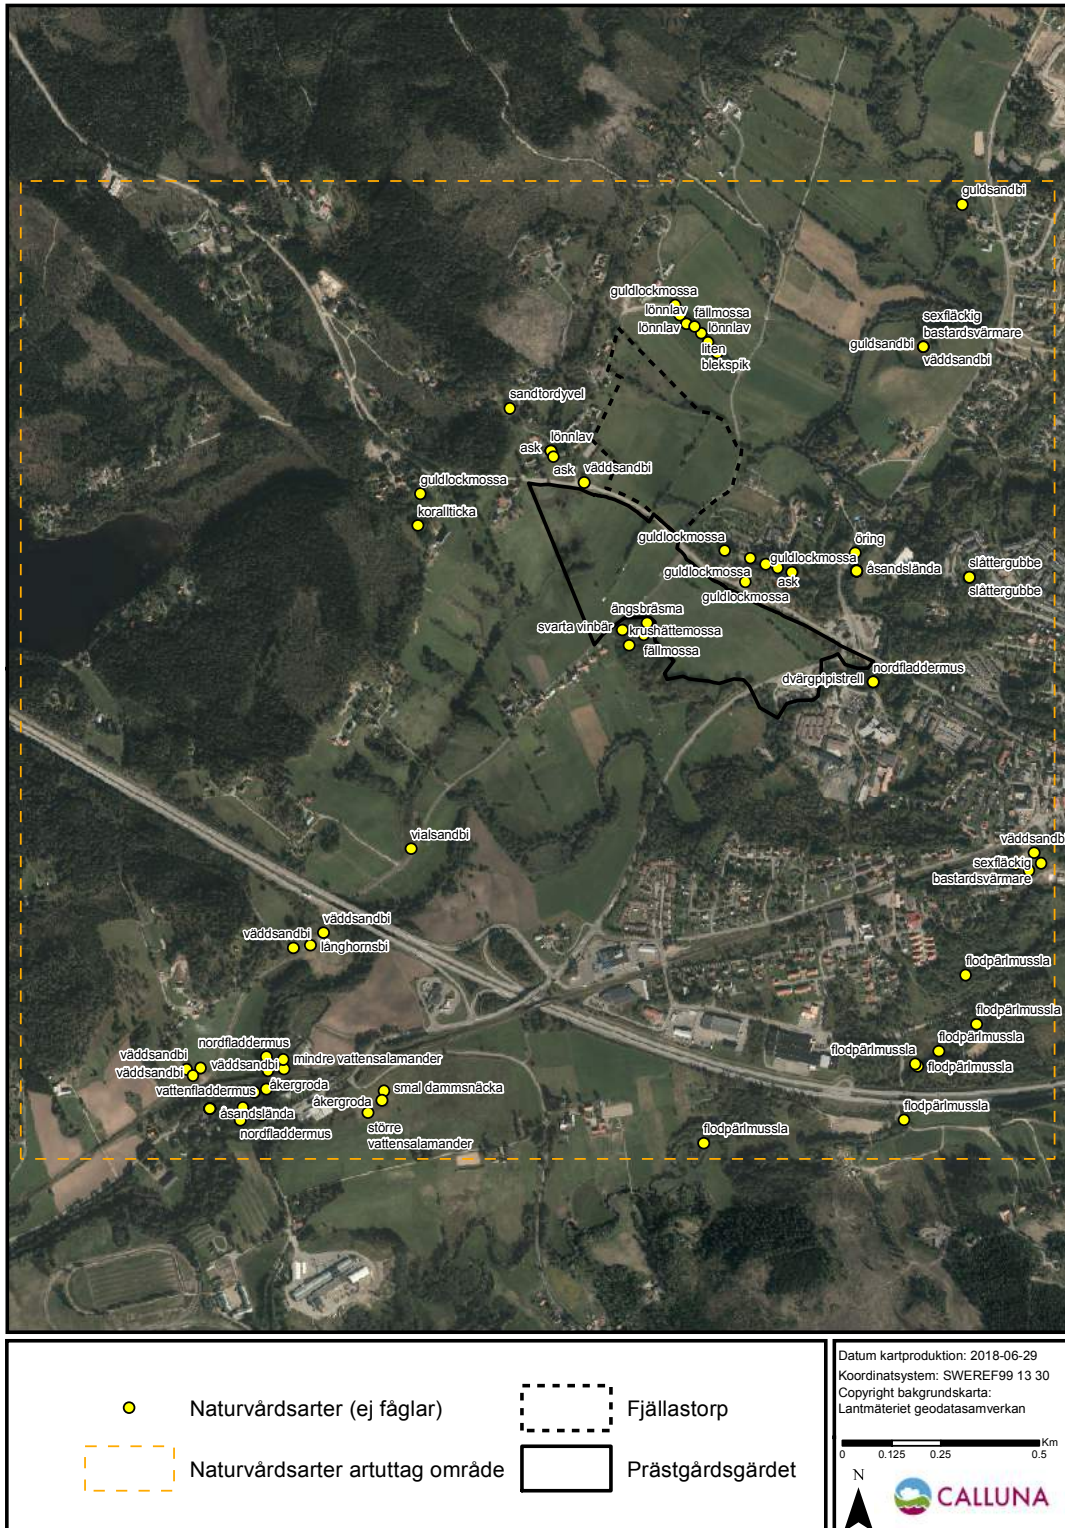 guldsandbi
guldlockmossa
lönnlav
fällmossa
lönnlav
lönnlav
liten
blekspik
sexfläckig
bastardsvärmare
guldsandbi
väddsandbi
sandtordyvel
lönnlav
ask
ask
väddsandbi
guldlockmossa
korallticka
guldlockmossa
guldlockmossa
guldlockmossa
ask
guldlockmossa
öring
åsandslända
slåttergubbe
slåttergubbe
ängsbräsma
svarta vinbär
krushättemossa
fällmossa
nordfladdermus
dvärgpipistrell
vialsandbi
väddsandb
sexfläckig
bastardsvärmare
väddsandbi
väddsandbi
långhornsbi
flodpärlmussla
flodpärlmussla
flodpärlmussla
flodpärlmussla
flodpärlmussla
flodpärlmussla
flodpärlmussla
nordfladdermus
väddsandbi
väddsandbi
väddsandbi
mindre vattensalamander
vattenfladdermus
åkergroda
åsandslända
nordfladdermus
smal dammsnäcka
åkergroda
större
vattensalamander
Naturvårdsarter (ej fåglar)
Naturvårdsarter artuttag område
Fjällastorp
Prästgårdsgärdet
Datum kartproduktion: 2018-06-29
Koordinatsystem: SWEREF99 13 30
Copyright bakgrundskarta:
Lantmäteriet geodatasamverkan
Km
0 0.125 0.25 0.5
N
CALLUNA